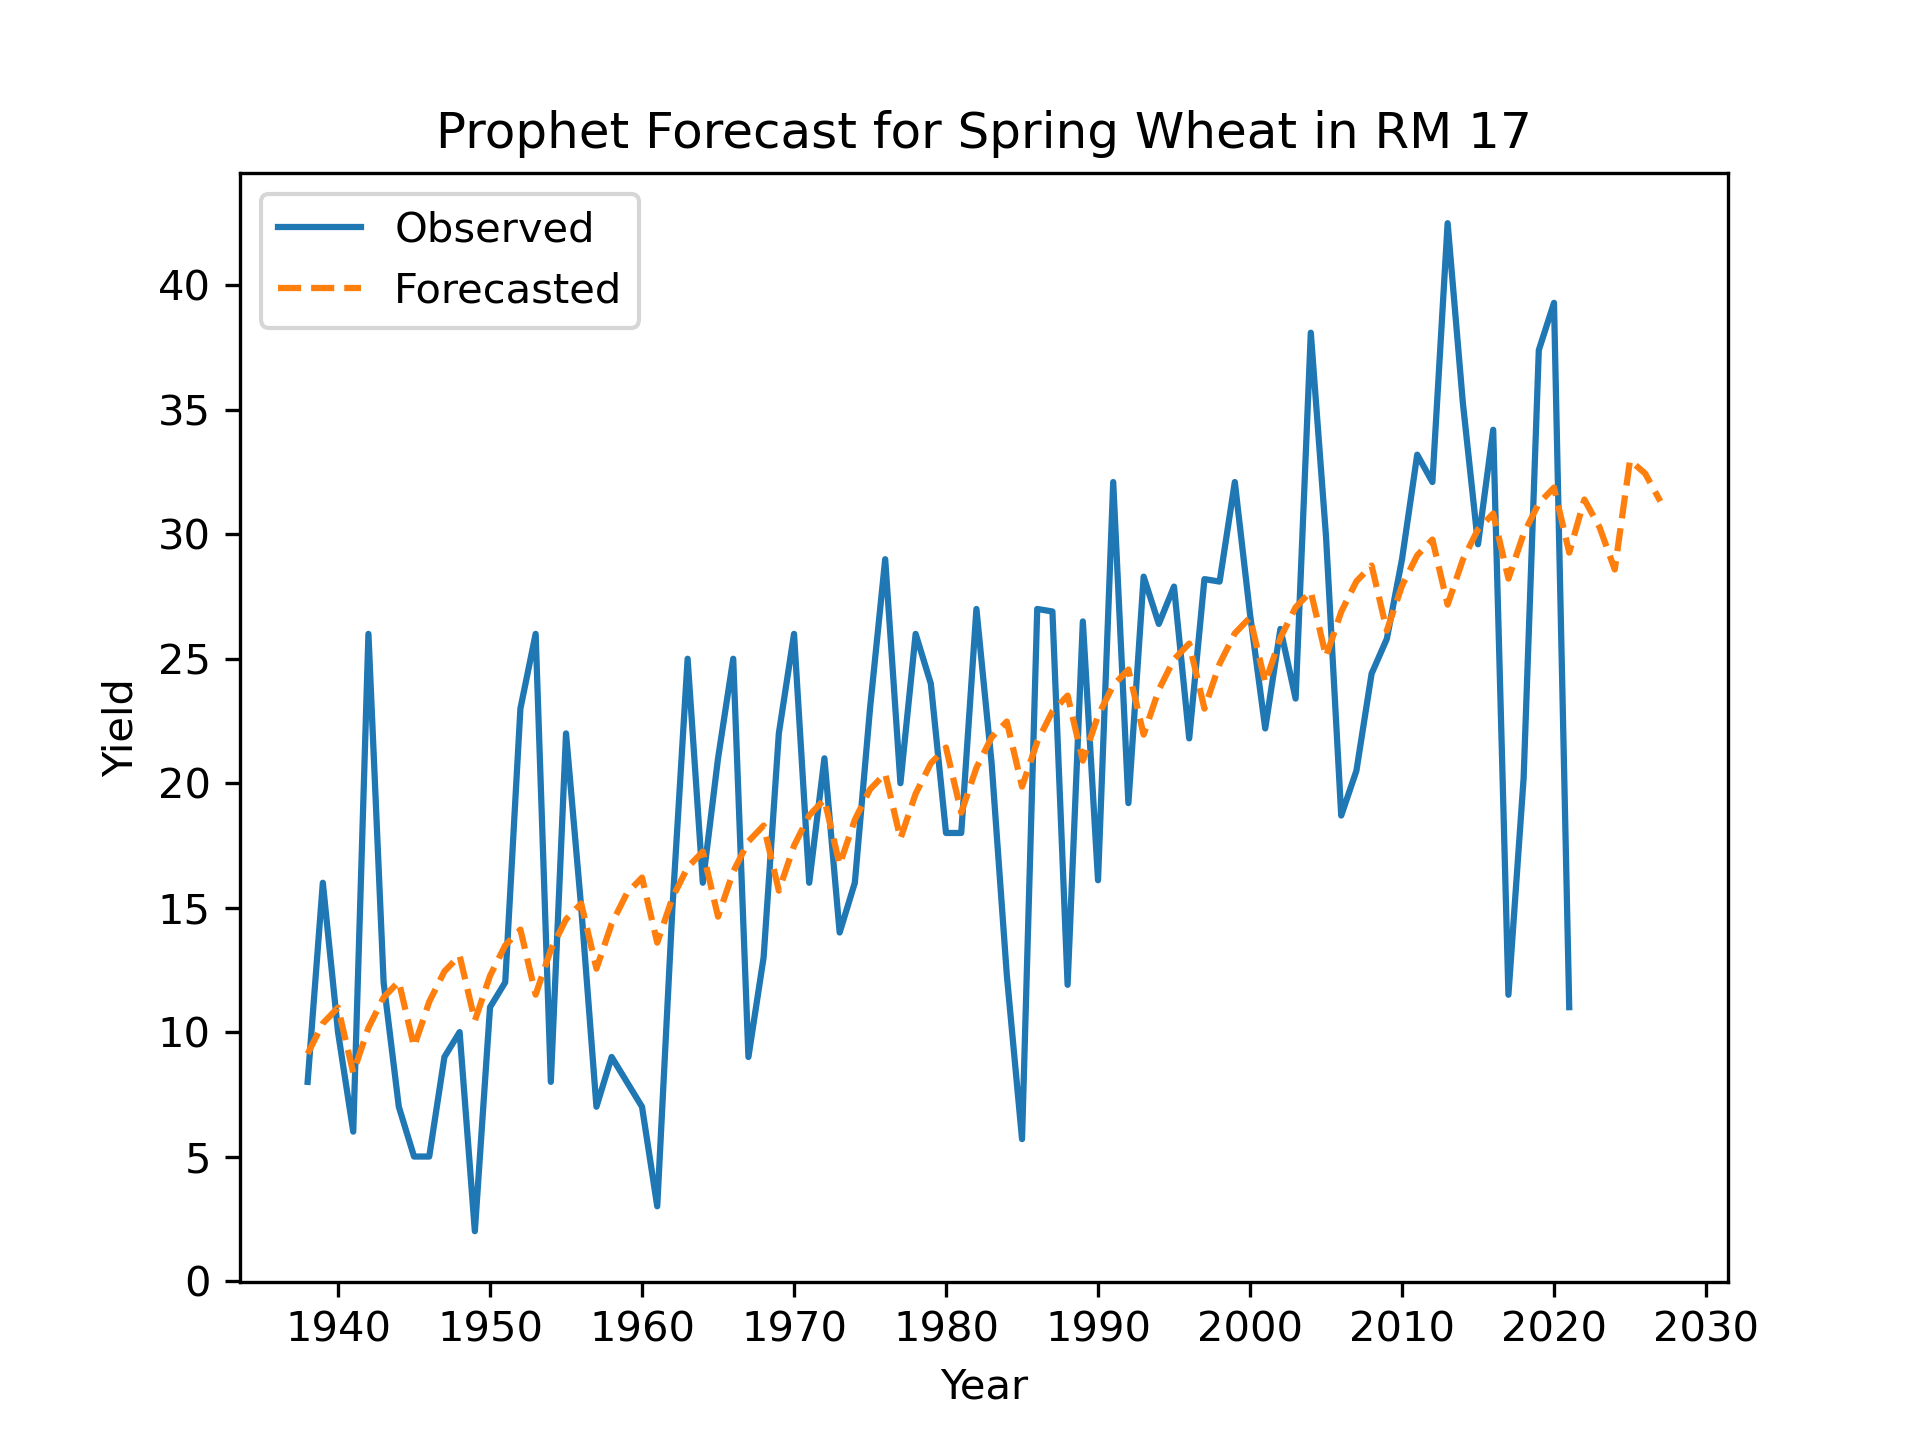 Prophet Forecast for Spring Wheat in RM 17
Observed
Forecasted
40
35
30
25
20
15
10
5
0
Yield
1940 1950 1960 1970 1980 1990 2000 2010 2020 2030
Year